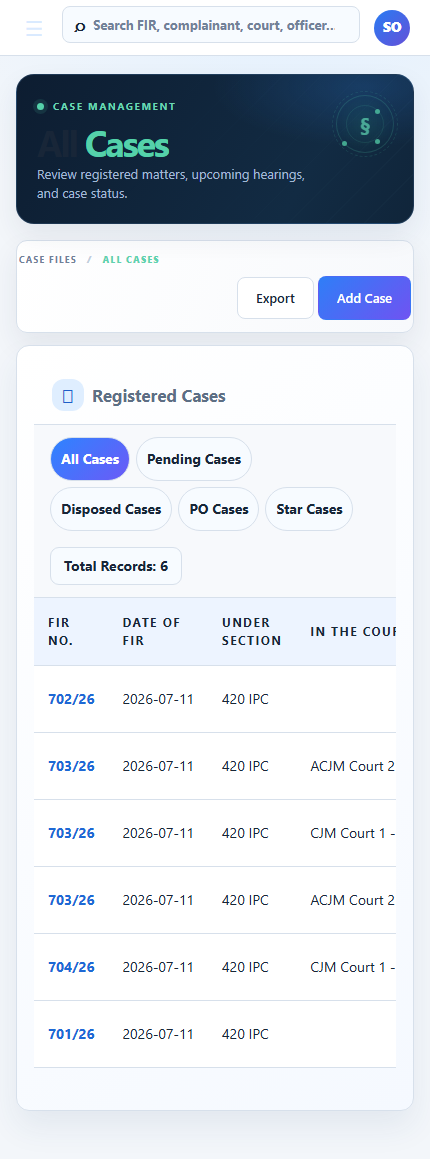 ☰ Search FIR, complainant, court, officer... SO
CASE MANAGEMENT
§
All Cases
Review registered matters, upcoming hearings,
and case status.
CASE FILES / ALL CASES
Export Add Case
Registered Cases
All Cases Pending Cases
Disposed Cases PO Cases Star Cases
Total Records: 6
FIR NO. DATE OF FIR UNDER SECTION IN THE COUR
702/26 2026-07-11 420 IPC
703/26 2026-07-11 420 IPC ACJM Court 2
703/26 2026-07-11 420 IPC CJM Court 1 -
703/26 2026-07-11 420 IPC ACJM Court 2
704/26 2026-07-11 420 IPC CJM Court 1 -
701/26 2026-07-11 420 IPC